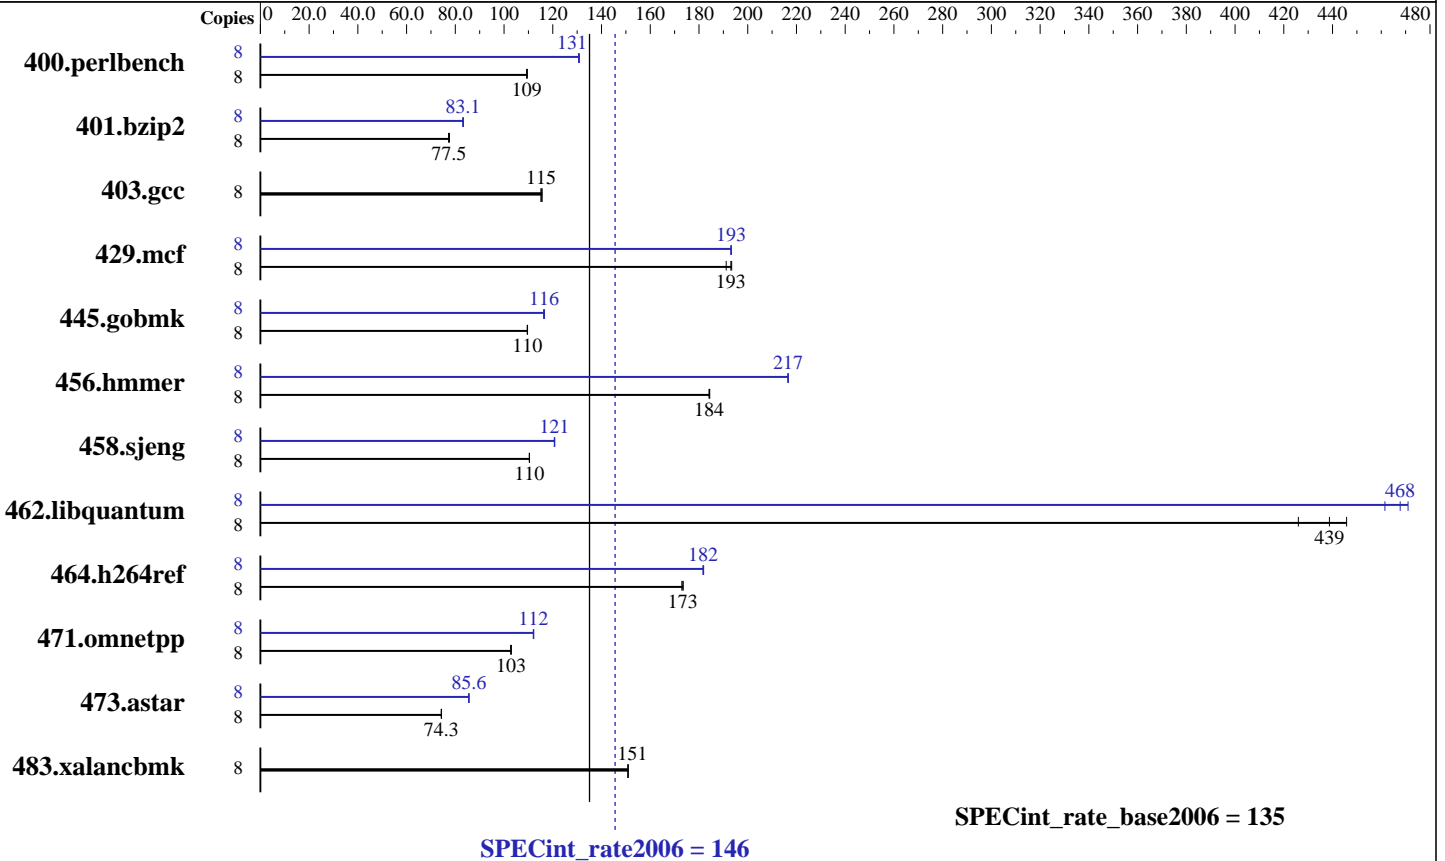 Copies 0 20.0 40.0 60.0 80.0 100 120 140 160 180 200 220 240 260 280 300 320 340 360 380 400 420 440 480
400.perlbench 8 131
8 109
401.bzip2 8 83.1
8 77.5
403.gcc 8 115
429.mcf 8 193
8 193
445.gobmk 8 116
8 110
456.hmmer 8 217
8 184
458.sjeng 8 121
8 110
462.libquantum 8 468
8 439
464.h264ref 8 182
8 173
471.omnetpp 8 112
8 103
473.astar 8 85.6
8 74.3
483.xalancbmk 8 151
SPECint_rate_base2006 = 135
SPECint_rate2006 = 146